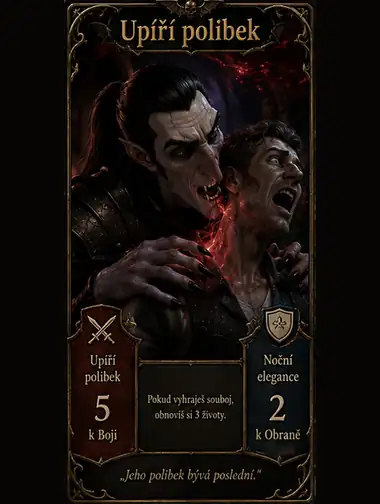 Upíří polibek
Upíří
polibek
5
k Boji
Pokud vyhraješ souboj,
obnovíš si 3 životy.
Noční
elegance
2
k Obraně
„Jeho polibek bývá poslední.“